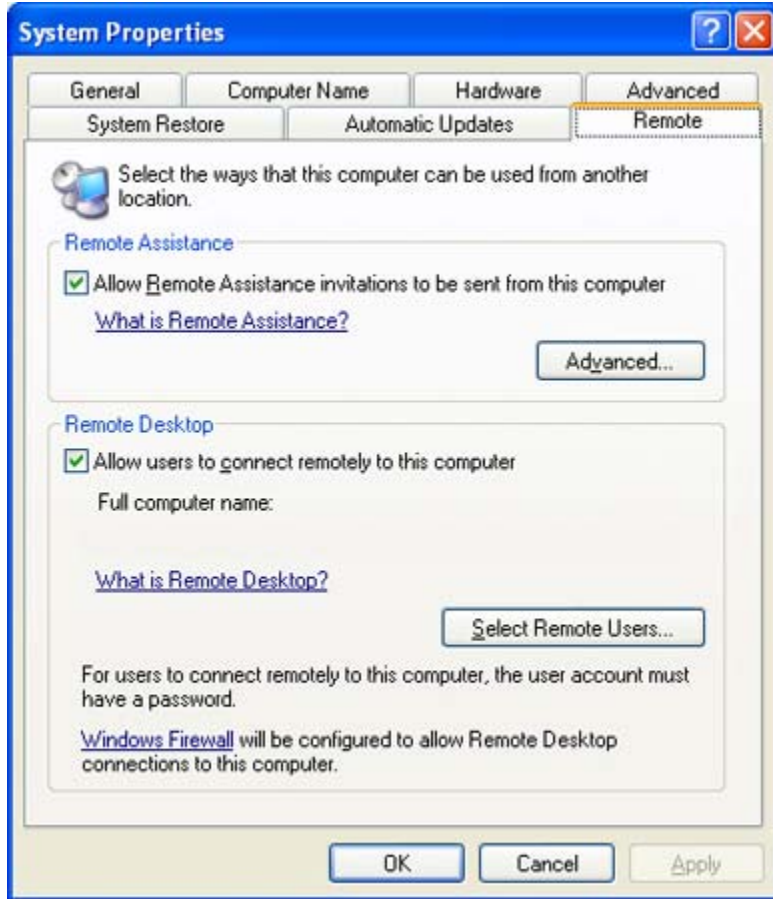 System Properties
General Computer Name Hardware Advanced
System Restore Automatic Updates Remote
Select the ways that this computer can be used from another
location.
Remote Assistance
Allow Remote Assistance invitations to be sent from this computer
What is Remote Assistance?
Advanced...
Remote Desktop
Allow users to connect remotely to this computer
Full computer name:
What is Remote Desktop?
Select Remote Users...
For users to connect remotely to this computer, the user account must
have a password.
Windows Firewall will be configured to allow Remote Desktop
connections to this computer.
OK Cancel Apply